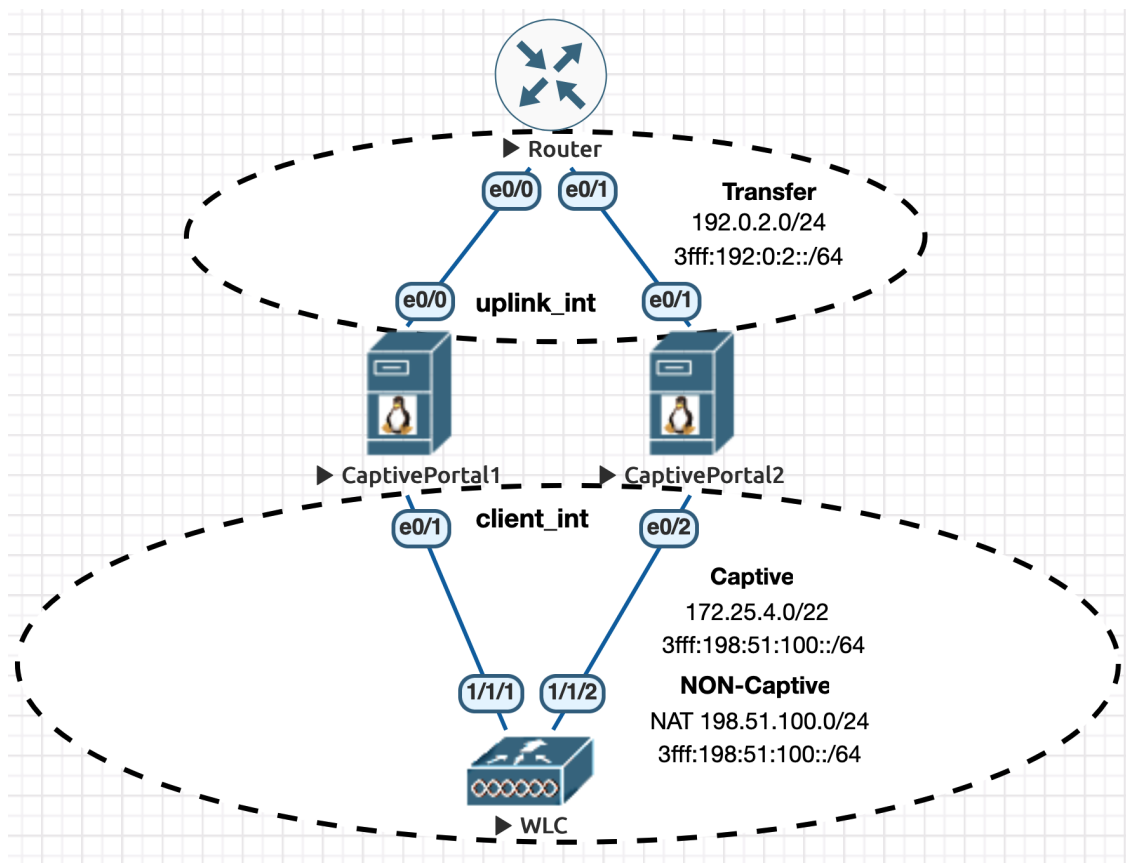 Router
e0/0
e0/1
Transfer
192.0.2.0/24
3fff:192:0:2::/64
e0/0
uplink_int
e0/1
CaptivePortal1
CaptivePortal2
e0/1
client_int
e0/2
Captive
172.25.4.0/22
3fff:198:51:100::/64
1/1/1
1/1/2
NON-Captive
NAT 198.51.100.0/24
3fff:198:51:100::/64
WLC